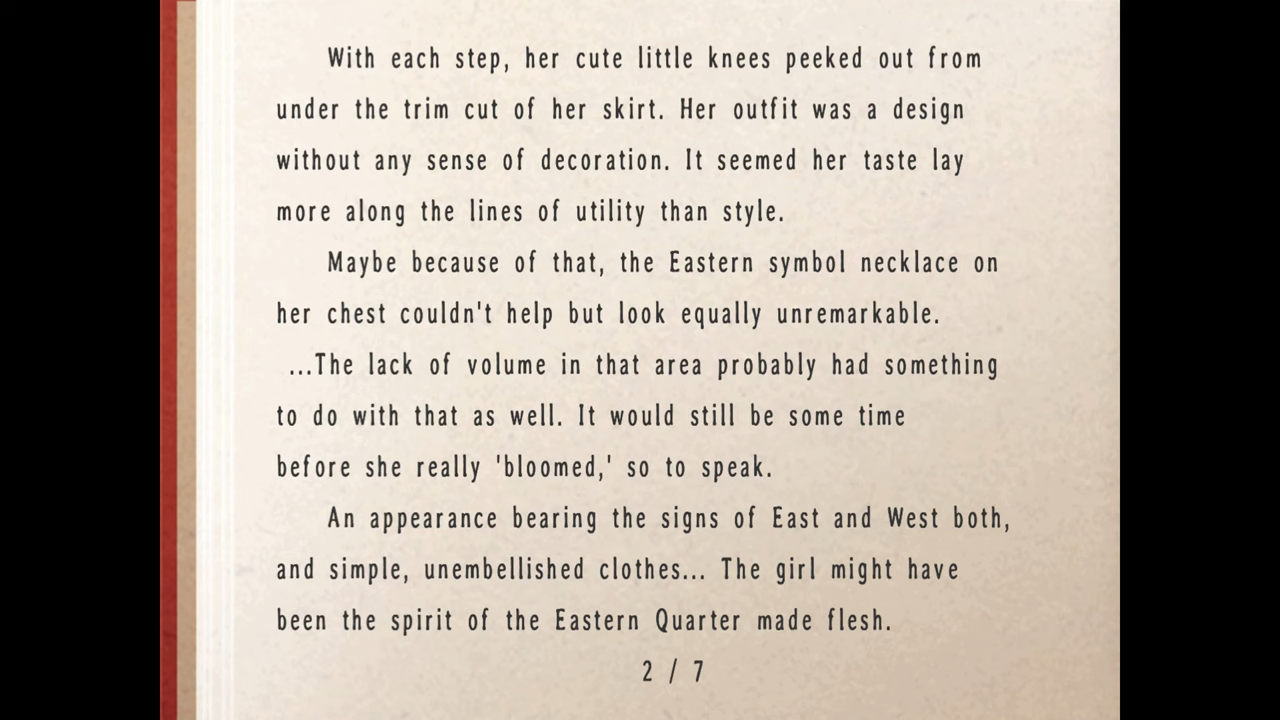 With each step, her cute little knees peeked out from
under the trim cut of her skirt. Her outfit was a design
without any sense of decoration. It seemed her taste lay
more along the lines of utility than style.
Maybe because of that, the Eastern symbol necklace on
her chest couldn't help but look equally unremarkable.
...The lack of volume in that area probably had something
to do with that as well. It would still be some time
before she really 'bloomed,' so to speak.
An appearance bearing the signs of East and West both,
and simple, unembellished clothes... The girl might have
been the spirit of the Eastern Quarter made flesh.
2 / 7